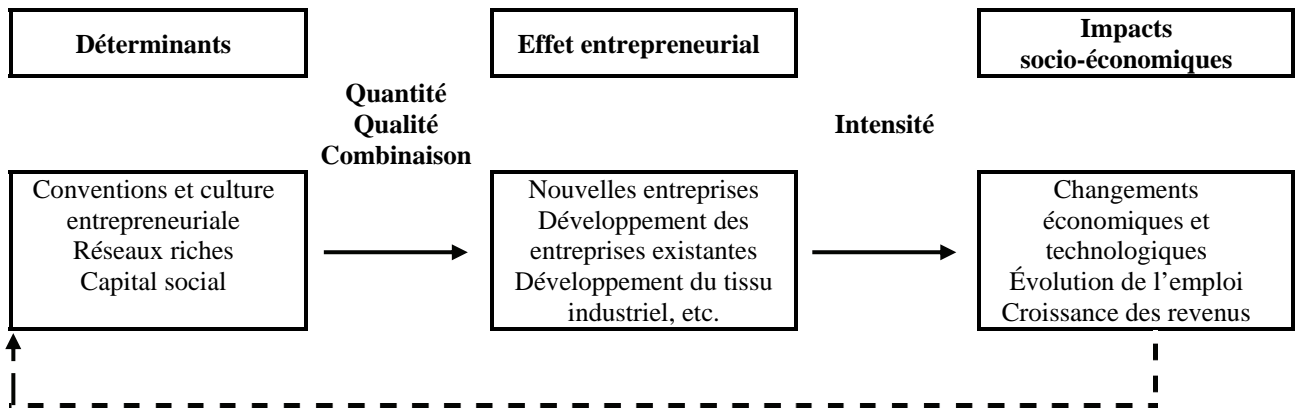 Déterminants
Effet entrepreneurial
Impacts
socio-économiques
Quantité
Qualité
Combinaison
Intensité
Conventions et culture
entrepreneuriale
Réseaux riches
Capital social
Nouvelles entreprises
Développement des
entreprises existantes
Développement du tissu
industriel, etc.
Changements
économiques et
technologiques
Évolution de l’emploi
Croissance des revenus